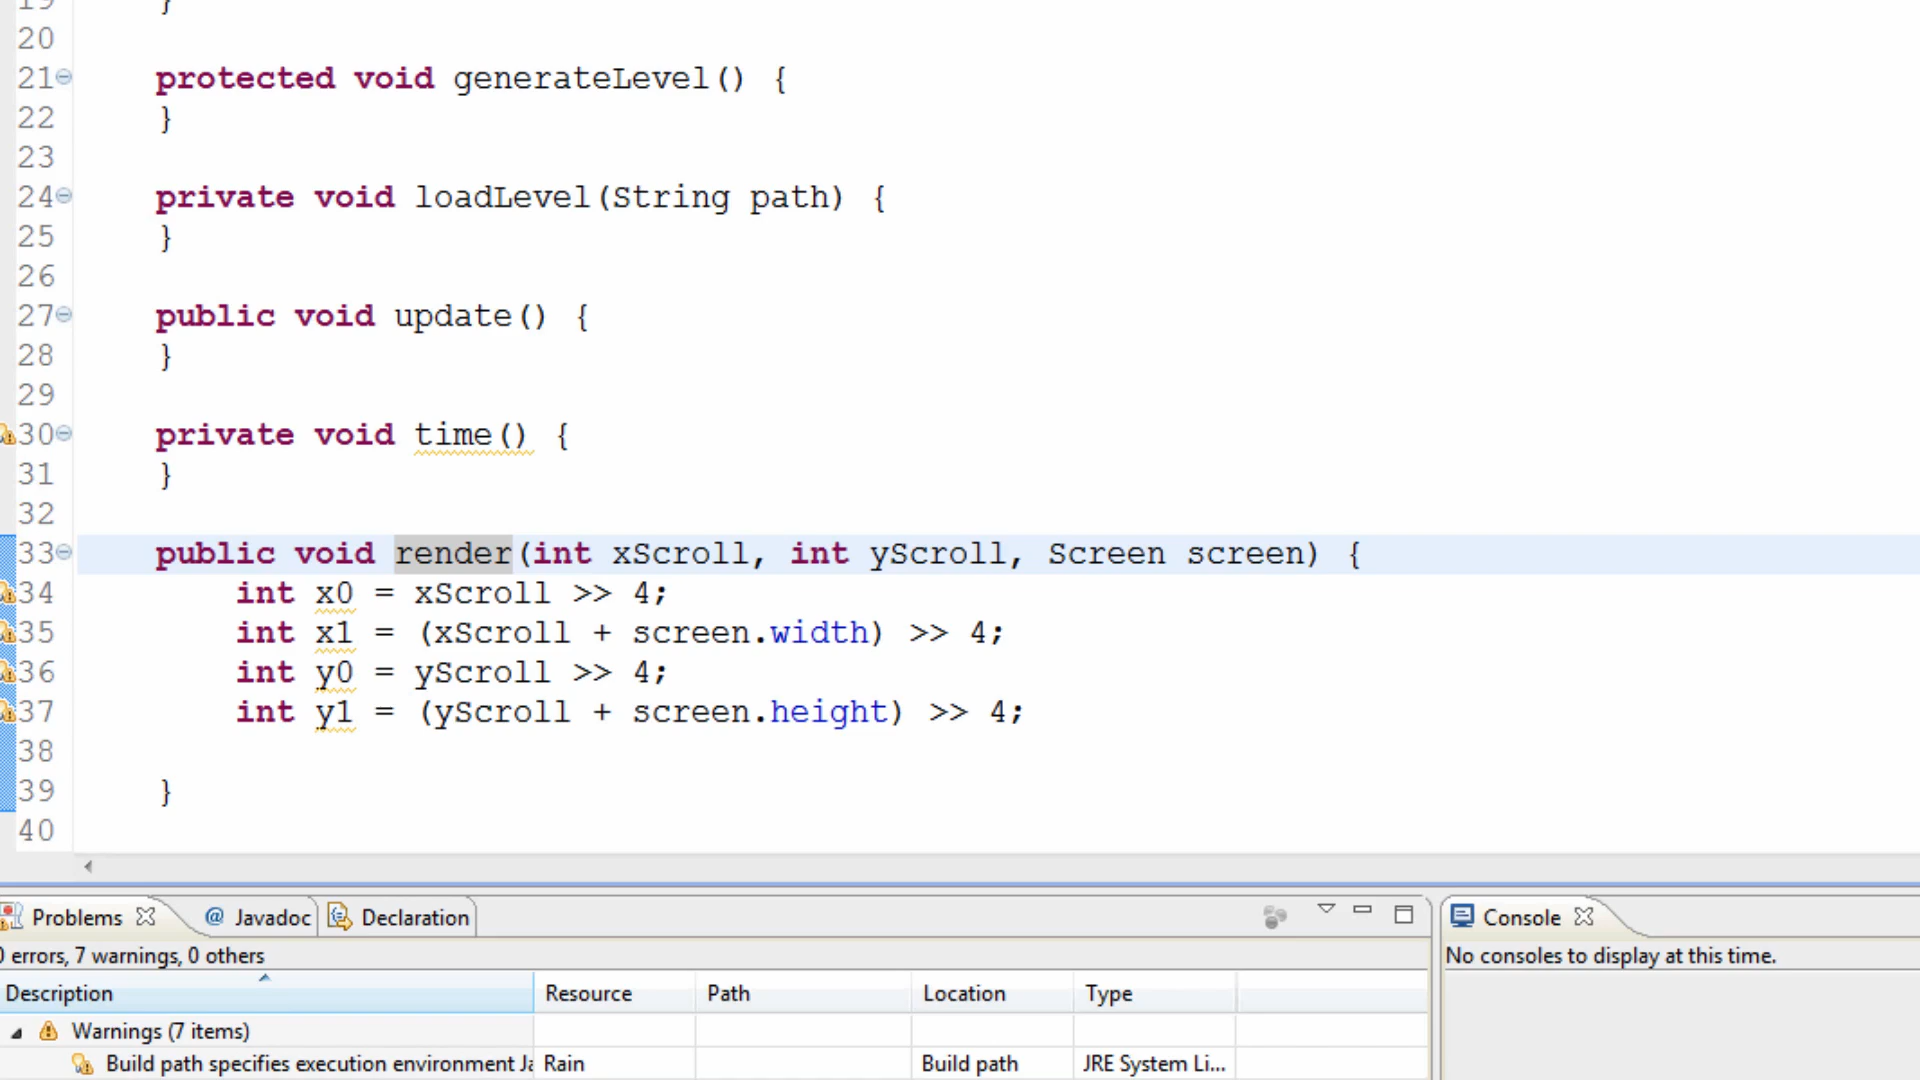 19 }
20
21 protected void generateLevel() {
22 }
23
24 private void loadLevel(String path) {
25 }
26
27 public void update() {
28 }
29
30 private void time() {
31 }
32
33 public void render(int xScroll, int yScroll, Screen screen) {
34 int x0 = xScroll >> 4;
35 int x1 = (xScroll + screen.width) >> 4;
36 int y0 = yScroll >> 4;
37 int y1 = (yScroll + screen.height) >> 4;
38
39 }
40
Problems @ Javadoc Declaration
0 errors, 7 warnings, 0 others
Description Resource Path Location Type
Warnings (7 items)
Build path specifies execution environment Ja Rain Build path JRE System Li...
Console
No consoles to display at this time.